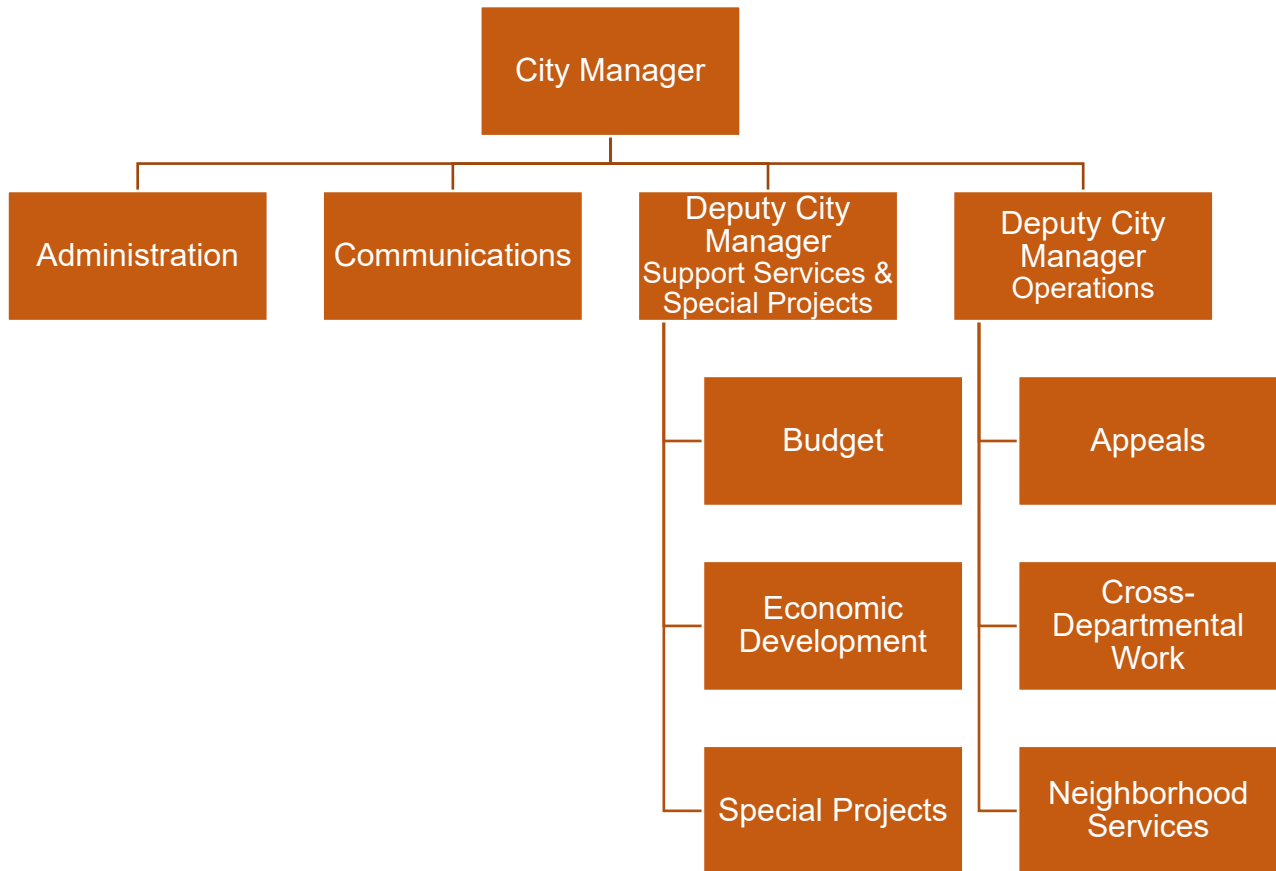 City Manager
Administration
Communications
Deputy City
Manager
Support Services &
Special Projects
Deputy City
Manager
Operations
Budget
Economic
Development
Special Projects
Appeals
Cross-
Departmental
Work
Neighborhood
Services